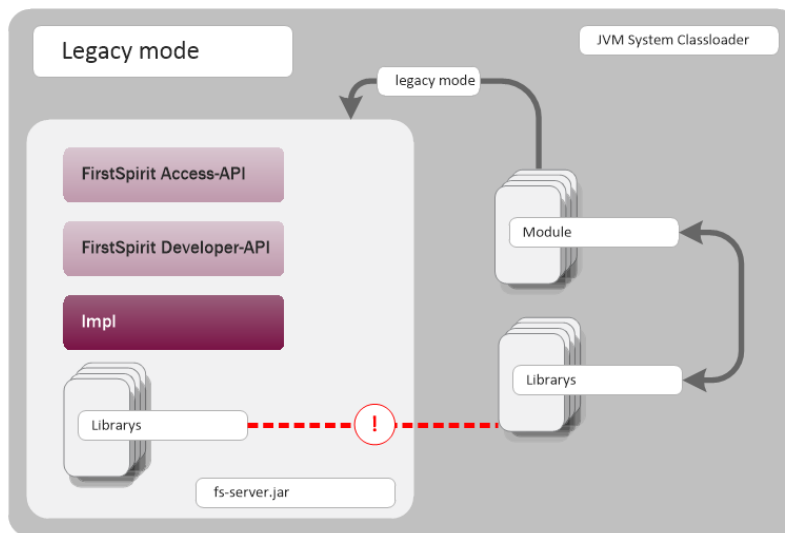 Legacy mode
JVM System Classloader
legacy mode
FirstSpirit Access-API
FirstSpirit Developer-API
Impl
Librarys
fs-server.jar
!
Module
Librarys